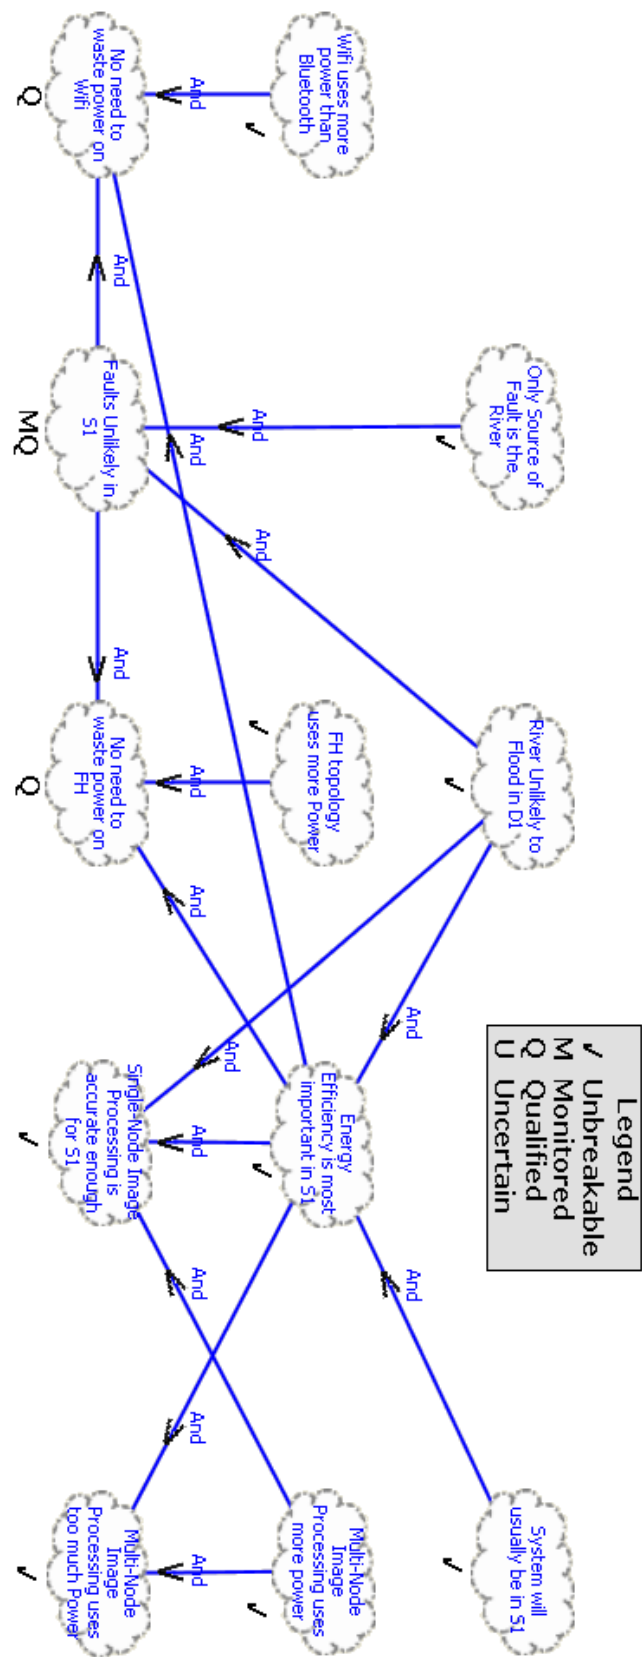 Legend
✓ Unbreakable
M Monitored
Q Qualified
U Uncertain
Only Source of
Fault is the
River
✓
River Unlikely to
Flood in D1
✓
System will
usually be in S1
✓
And
And
And
And
And
Wifi uses more
power than
Bluetooth
✓
FH topology
uses more Power
✓
Energy
Efficiency is most
important in S1
✓
Multi-Node
Image
Processing uses
more power
✓
And
And
And
And
And
And
And
And
No need to
waste power on
Wifi
Q
And
Faults Unlikely in
S1
MQ
And
No need to
waste power on
FH
Q
Single-Node Image
Processing is
accurate enough
for S1
✓
Multi-Node
Image
Processing uses
too much Power
✓